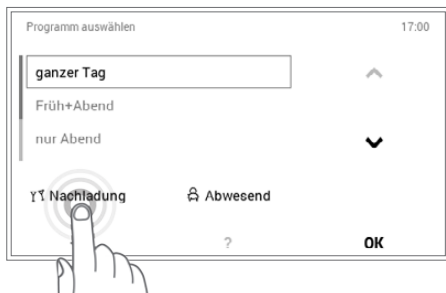 Programm auswählen 17:00
ganzer Tag
Früh+Abend
nur Abend
Nachladung Abwesend
? OK